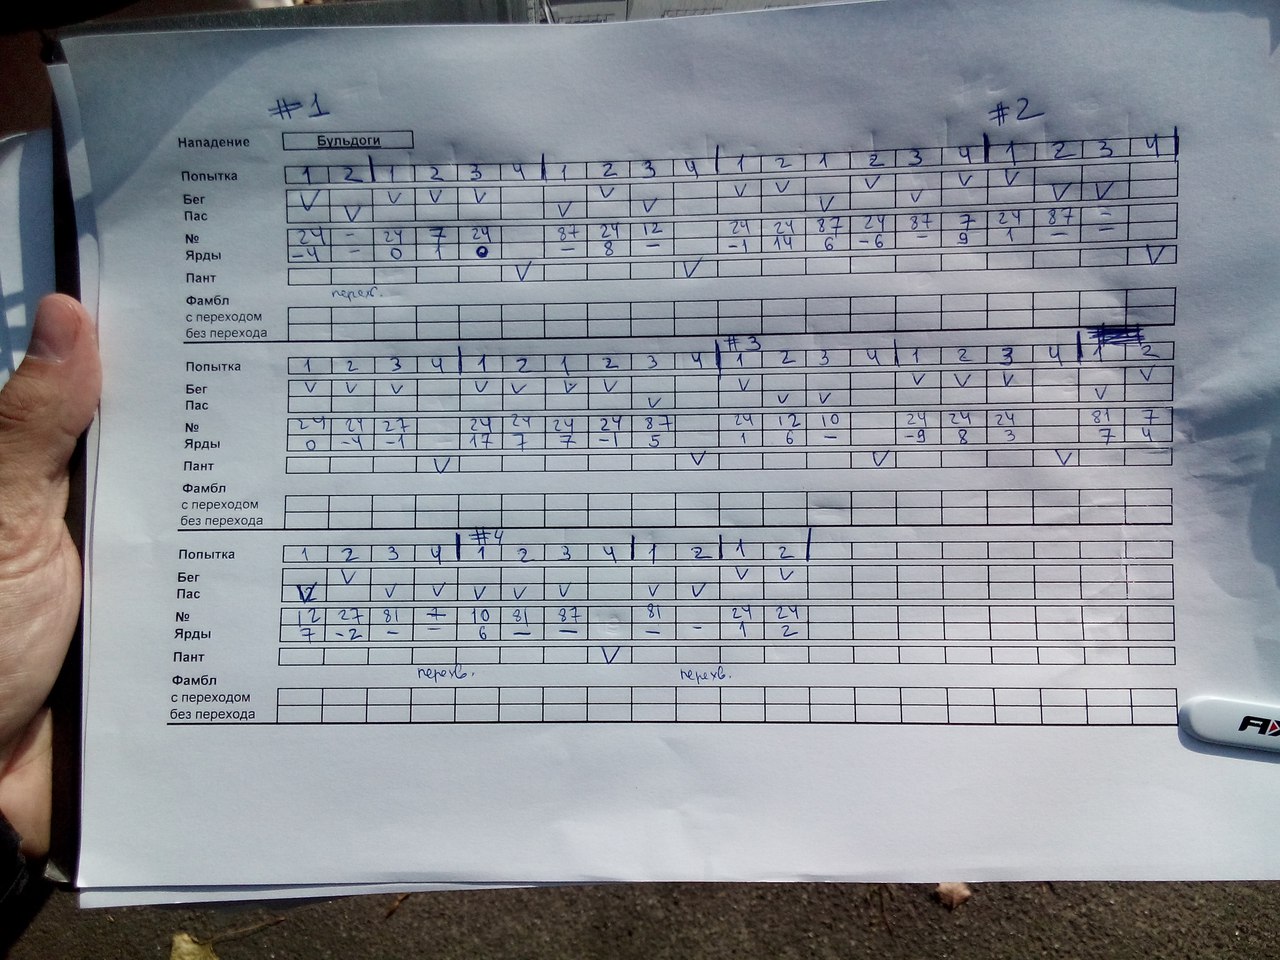 #1 #2
Нападение Бульдоги
Попытка 1 2 1 2 3 4 1 2 3 4 1 2 1 2 3 4 1 2 3 4
Бег V V V V V V V V V V
Пас V V V V V V V
№ 24 - 24 7 24 87 24 12 24 24 87 24 87 7 24 87 -
Ярды -4 - 0 1 0 - 8 - -1 14 6 -6 - 9 1 - -
Пант V V V
перехв.
Фамбл
с переходом
без перехода
#3
Попытка 1 2 3 4 1 2 1 2 3 4 1 2 3 4 1 2 3 4 1 2
Бег V V V V V V V V V V V V
Пас V V V V
№ 24 24 27 24 24 24 24 87 24 12 10 24 24 24 81 7
Ярды 0 -4 -1 17 7 7 -1 5 1 6 - -9 8 3 7 4
Пант V V V V
Фамбл
с переходом
без перехода
#4
Попытка 1 2 3 4 1 2 3 4 1 2 1 2
Бег V V V
Пас V V V V V V V V
№ 12 27 81 7 10 81 87 81 24 24
Ярды 7 -2 - - 6 - - - - 1 2
Пант V
перехв. перехв.
Фамбл
с переходом
без перехода